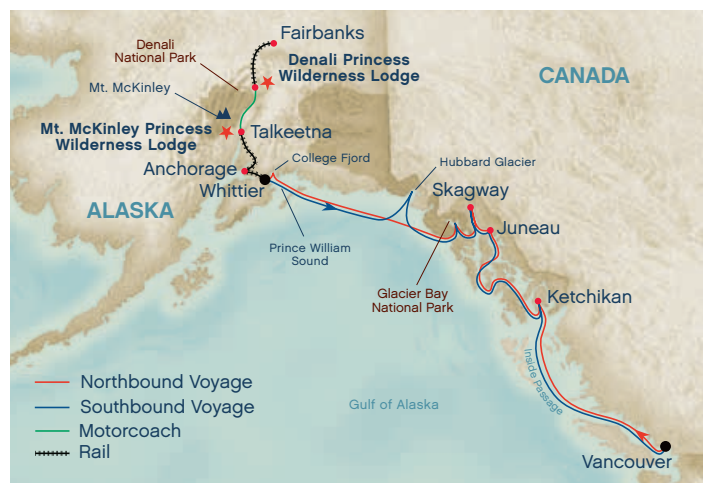 Fairbanks
Denali
National Park
Denali Princess
Wilderness Lodge
CANADA
Mt. McKinley
Mt. McKinley Princess
Wilderness Lodge
Talkeetna
College Fjord
Anchorage
Hubbard Glacier
Whittier
Skagway
ALASKA
Juneau
Prince William
Sound
Glacier Bay
National Park
Ketchikan
Inside Passage
Northbound Voyage
Southbound Voyage
Gulf of Alaska
Motorcoach
Rail
Vancouver